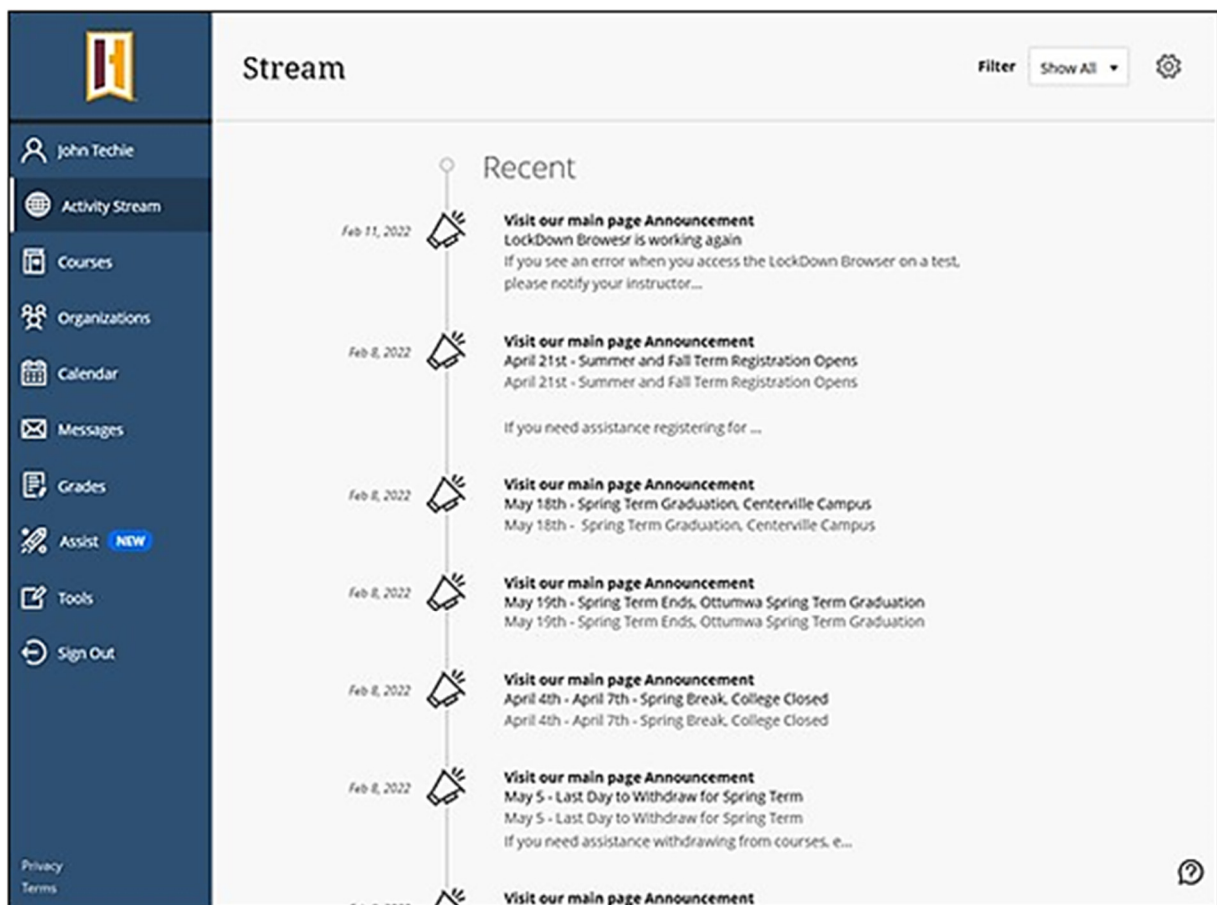 Stream
Filter
Show All
John Techie
Activity Stream
Courses
Organizations
Calendar
Messages
Grades
Assist NEW
Tools
Sign Out
Privacy
Terms
Recent
Feb 11, 2022
Visit our main page Announcement
LockDown Browesr is working again
If you see an error when you access the LockDown Browser on a test,
please notify your instructor...
Feb 8, 2022
Visit our main page Announcement
April 21st - Summer and Fall Term Registration Opens
April 21st - Summer and Fall Term Registration Opens
If you need assistance registering for ...
Feb 8, 2022
Visit our main page Announcement
May 18th - Spring Term Graduation, Centerville Campus
May 18th - Spring Term Graduation, Centerville Campus
Feb 8, 2022
Visit our main page Announcement
May 19th - Spring Term Ends, Ottumwa Spring Term Graduation
May 19th - Spring Term Ends, Ottumwa Spring Term Graduation
Feb 8, 2022
Visit our main page Announcement
April 4th - April 7th - Spring Break, College Closed
April 4th - April 7th - Spring Break, College Closed
Feb 8, 2022
Visit our main page Announcement
May 5 - Last Day to Withdraw for Spring Term
May 5 - Last Day to Withdraw for Spring Term
If you need assistance withdrawing from courses, e...
Visit our main page Announcement